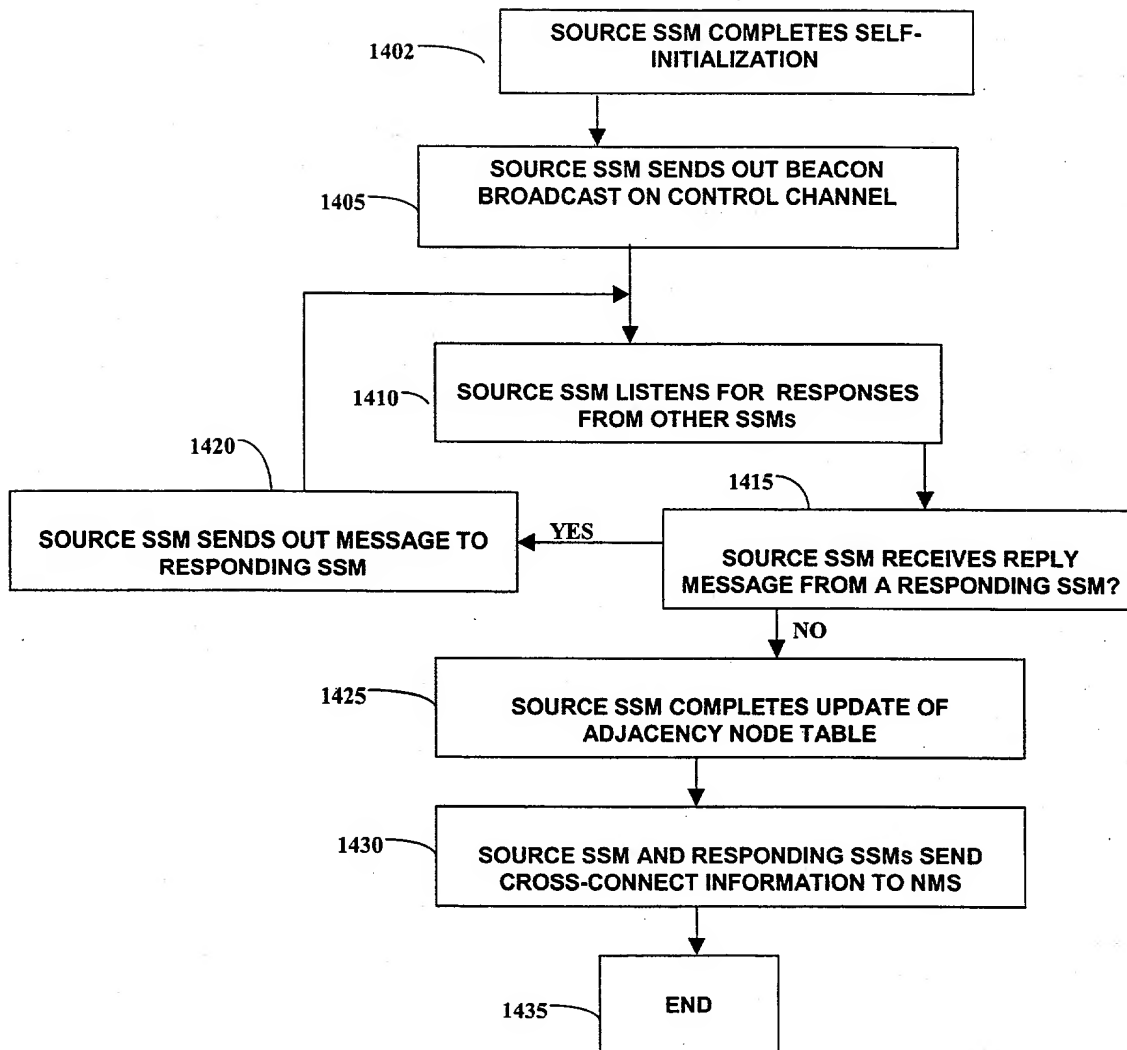 SOURCE SSM COMPLETES SELF-
INITIALIZATION
1402
SOURCE SSM SENDS OUT BEACON
BROADCAST ON CONTROL CHANNEL
1405
SOURCE SSM LISTENS FOR RESPONSES
FROM OTHER SSMs
1410
1420
SOURCE SSM SENDS OUT MESSAGE TO
RESPONDING SSM
YES
1415
SOURCE SSM RECEIVES REPLY
MESSAGE FROM A RESPONDING SSM?
NO
1425
SOURCE SSM COMPLETES UPDATE OF
ADJACENCY NODE TABLE
1430
SOURCE SSM AND RESPONDING SSMs SEND
CROSS-CONNECT INFORMATION TO NMS
END
1435